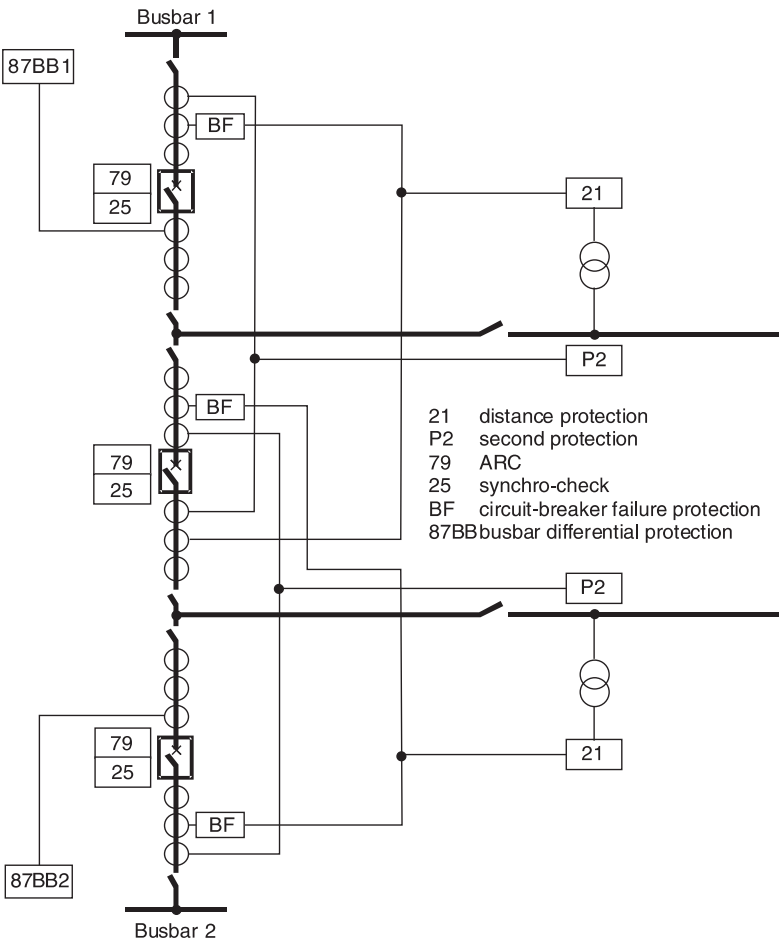 Busbar 1
87BB1
BF
79
25
21
P2
BF
21 distance protection
P2 second protection
79 ARC
25 synchro-check
BF circuit-breaker failure protection
87BB busbar differential protection
79
25
P2
79
25
21
BF
87BB2
Busbar 2